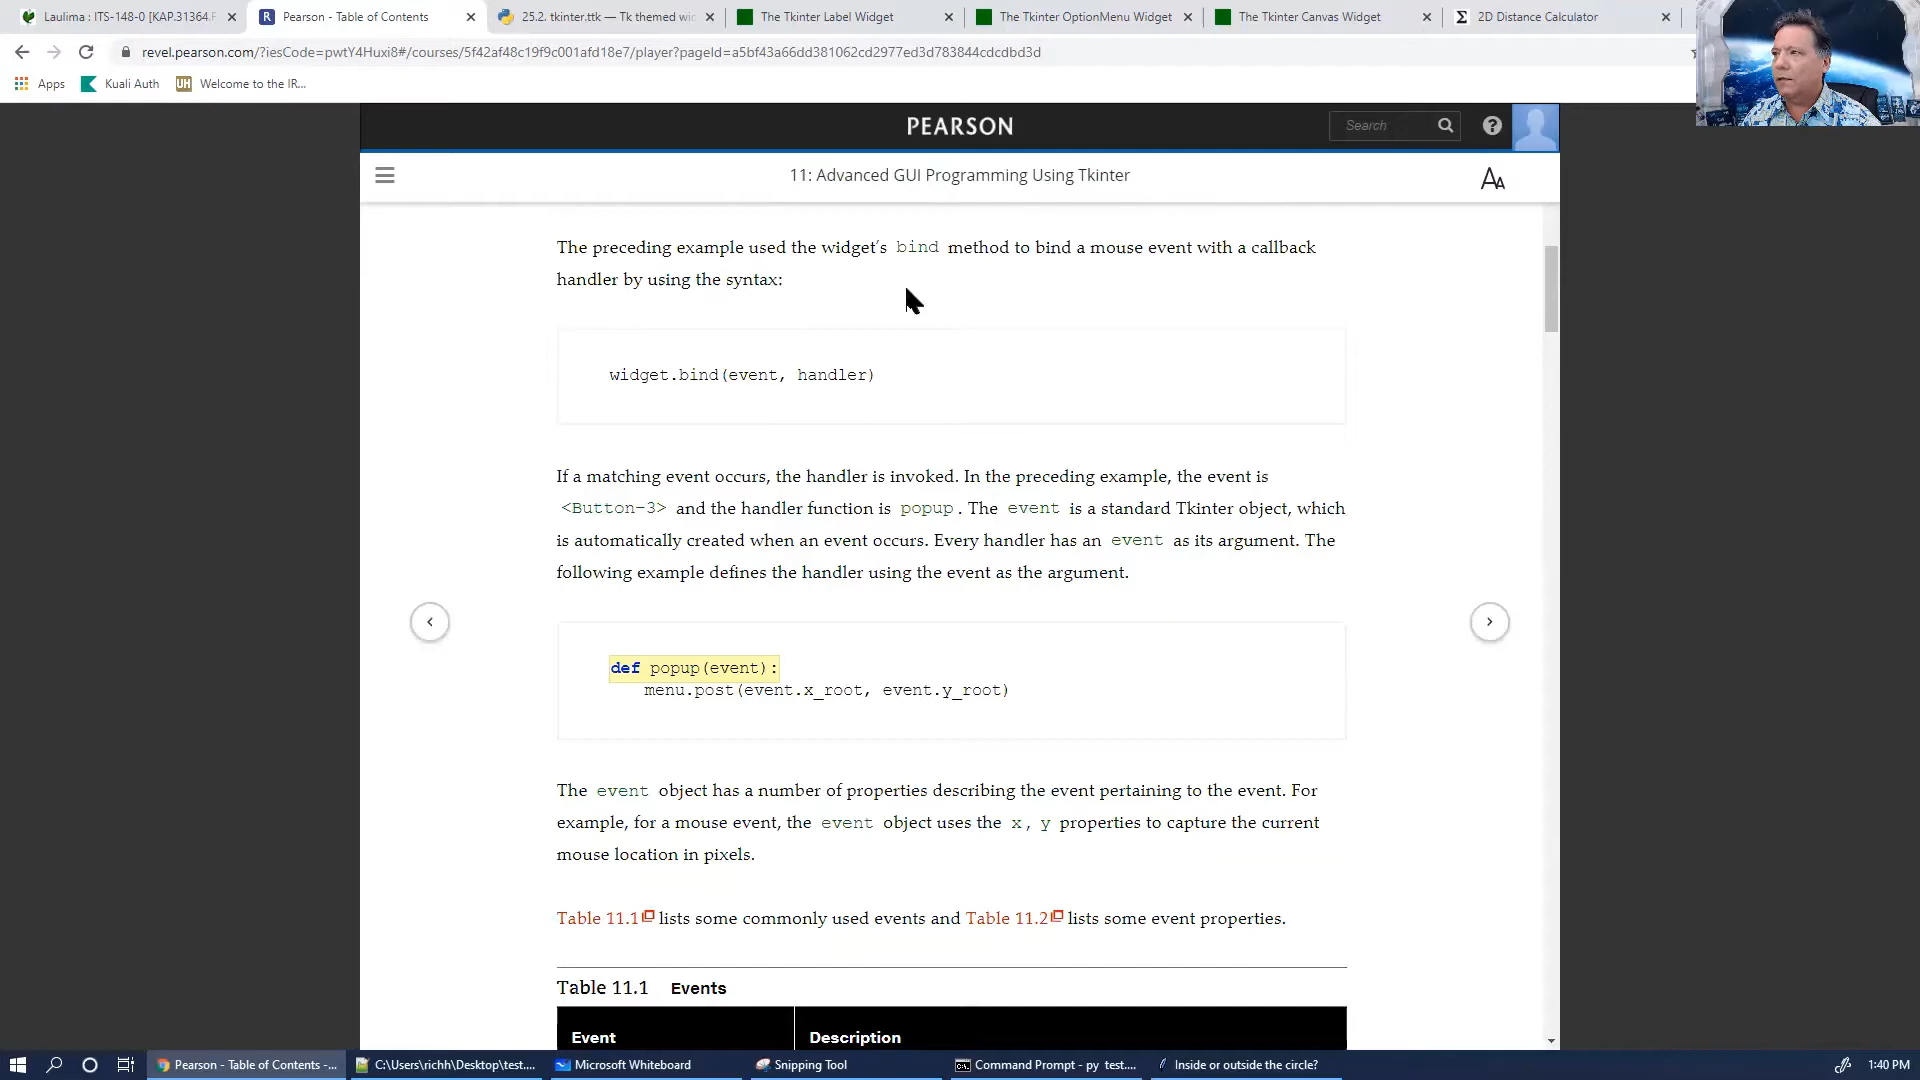 Laulima : ITS-148-0 [KAP.31364.F
Pearson - Table of Contents
25.2. tkinter.ttk — Tk themed wid
The Tkinter Label Widget
The Tkinter OptionMenu Widget
The Tkinter Canvas Widget
2D Distance Calculator
revel.pearson.com/?iesCode=pwtY4Huxi8#/courses/5f42af48c19f9c001afd18e7/player?pageId=a5bf43a66dd381062cd2977ed3d783844cdcdbd3d
Apps
Kuali Auth
Welcome to the IR...
PEARSON
Search
11: Advanced GUI Programming Using Tkinter
The preceding example used the widget's bind method to bind a mouse event with a callback
handler by using the syntax:
widget.bind(event, handler)
If a matching event occurs, the handler is invoked. In the preceding example, the event is
<Button-3> and the handler function is popup. The event is a standard Tkinter object, which
is automatically created when an event occurs. Every handler has an event as its argument. The
following example defines the handler using the event as the argument.
def popup(event):
menu.post(event.x_root, event.y_root)
The event object has a number of properties describing the event pertaining to the event. For
example, for a mouse event, the event object uses the x, y properties to capture the current
mouse location in pixels.
Table 11.1 lists some commonly used events and Table 11.2 lists some event properties.
Table 11.1 Events
Event Description
Pearson - Table of Contents -...
C:\Users\richh\Desktop\test....
Microsoft Whiteboard
Snipping Tool
Command Prompt - py test....
Inside or outside the circle?
1:40 PM